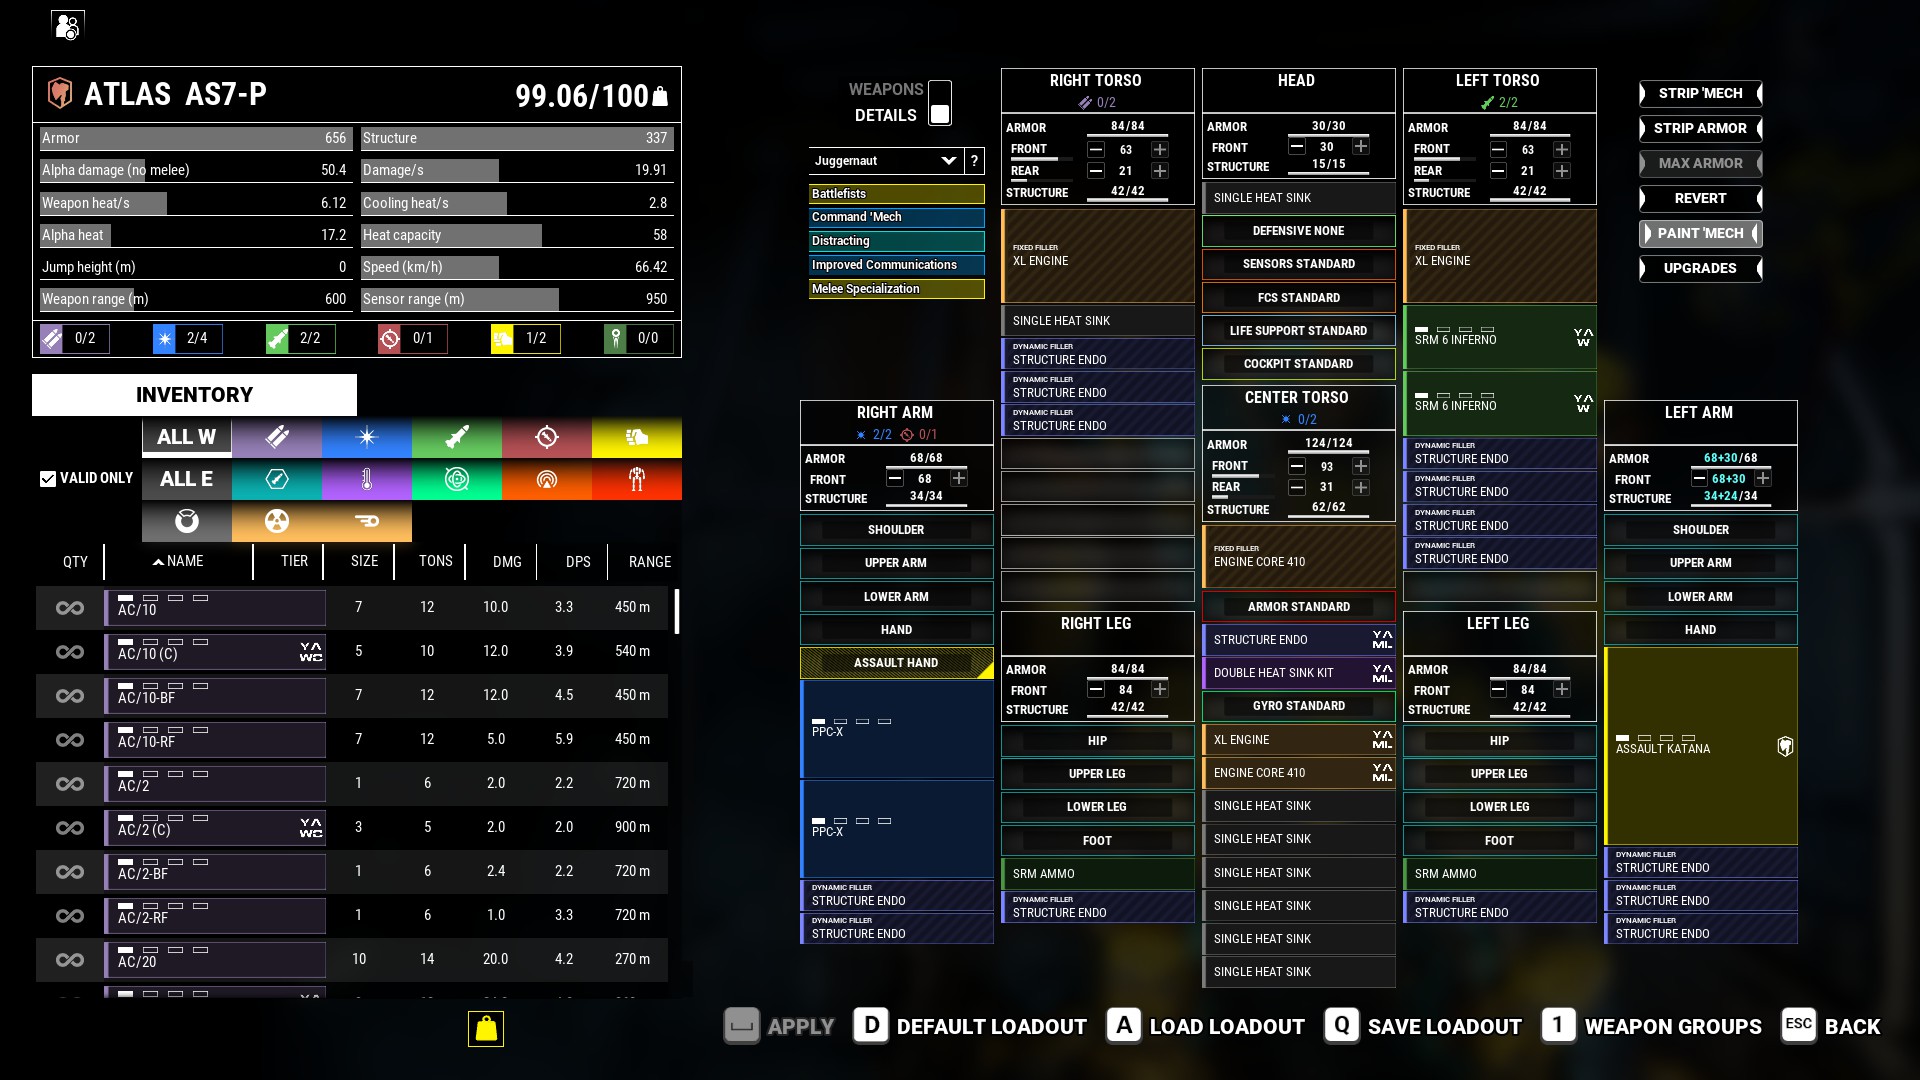 ATLAS AS7-P
99.06/100
Armor 656
Structure 337
Alpha damage (no melee) 50.4
Damage/s 19.91
Weapon heat/s 6.12
Cooling heat/s 2.8
Alpha heat 17.2
Heat capacity 58
Jump height (m) 0
Speed (km/h) 66.42
Weapon range (m) 600
Sensor range (m) 950
0/2
2/4
2/2
0/1
1/2
0/0
INVENTORY
ALL W
VALID ONLY
ALL E
QTY NAME TIER SIZE TONS DMG DPS RANGE
AC/10 7 12 10.0 3.3 450 m
AC/10 (C) YAWC 5 10 12.0 3.9 540 m
AC/10-BF 7 12 12.0 4.5 450 m
AC/10-RF 7 12 5.0 5.9 450 m
AC/2 1 6 2.0 2.2 720 m
AC/2 (C) YAWC 3 5 2.0 2.0 900 m
AC/2-BF 1 6 2.4 2.2 720 m
AC/2-RF 1 6 1.0 3.3 720 m
AC/20 10 14 20.0 4.2 270 m
WEAPONS
DETAILS
Juggernaut ?
Battlefists
Command 'Mech
Distracting
Improved Communications
Melee Specialization
RIGHT ARM
2/2 0/1
ARMOR 68/68
FRONT 68
STRUCTURE 34/34
SHOULDER
UPPER ARM
LOWER ARM
HAND
ASSAULT HAND
PPC-X
PPC-X
DYNAMIC FILLER
STRUCTURE ENDO
DYNAMIC FILLER
STRUCTURE ENDO
RIGHT TORSO
0/2
ARMOR 84/84
FRONT 63
REAR 21
STRUCTURE 42/42
FIXED FILLER
XL ENGINE
SINGLE HEAT SINK
DYNAMIC FILLER
STRUCTURE ENDO
DYNAMIC FILLER
STRUCTURE ENDO
DYNAMIC FILLER
STRUCTURE ENDO
RIGHT LEG
ARMOR 84/84
FRONT 84
STRUCTURE 42/42
HIP
UPPER LEG
LOWER LEG
FOOT
SRM AMMO
DYNAMIC FILLER
STRUCTURE ENDO
HEAD
ARMOR 30/30
FRONT 30
STRUCTURE 15/15
SINGLE HEAT SINK
DEFENSIVE NONE
SENSORS STANDARD
FCS STANDARD
LIFE SUPPORT STANDARD
COCKPIT STANDARD
CENTER TORSO
0/2
ARMOR 124/124
FRONT 93
REAR 31
STRUCTURE 62/62
FIXED FILLER
ENGINE CORE 410
ARMOR STANDARD
STRUCTURE ENDO YAML
DOUBLE HEAT SINK KIT YAML
GYRO STANDARD
XL ENGINE YAML
ENGINE CORE 410 YAML
SINGLE HEAT SINK
SINGLE HEAT SINK
SINGLE HEAT SINK
SINGLE HEAT SINK
SINGLE HEAT SINK
SINGLE HEAT SINK
LEFT TORSO
2/2
ARMOR 84/84
FRONT 63
REAR 21
STRUCTURE 42/42
FIXED FILLER
XL ENGINE
SRM 6 INFERNO YAW
SRM 6 INFERNO YAW
DYNAMIC FILLER
STRUCTURE ENDO
DYNAMIC FILLER
STRUCTURE ENDO
DYNAMIC FILLER
STRUCTURE ENDO
DYNAMIC FILLER
STRUCTURE ENDO
LEFT LEG
ARMOR 84/84
FRONT 84
STRUCTURE 42/42
HIP
UPPER LEG
LOWER LEG
FOOT
SRM AMMO
DYNAMIC FILLER
STRUCTURE ENDO
LEFT ARM
ARMOR 68+30/68
FRONT 68+30
STRUCTURE 34+24/34
SHOULDER
UPPER ARM
LOWER ARM
HAND
ASSAULT KATANA
DYNAMIC FILLER
STRUCTURE ENDO
DYNAMIC FILLER
STRUCTURE ENDO
DYNAMIC FILLER
STRUCTURE ENDO
STRIP 'MECH
STRIP ARMOR
MAX ARMOR
REVERT
PAINT 'MECH
UPGRADES
APPLY
D DEFAULT LOADOUT
A LOAD LOADOUT
Q SAVE LOADOUT
1 WEAPON GROUPS
ESC BACK